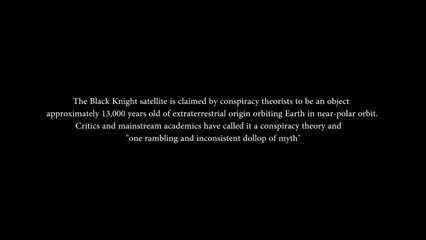 The Black Knight satellite is claimed by conspiracy theorists to be an object
approximately 13,000 years old of extraterrestrial origin orbiting Earth in near-polar orbit.
Critics and mainstream academics have called it a conspiracy theory and
"one rambling and inconsistent dollop of myth"